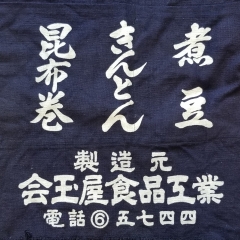 煮豆
きんとん
昆布巻
製造元
会玉屋食品工業
電話⑥五七四四